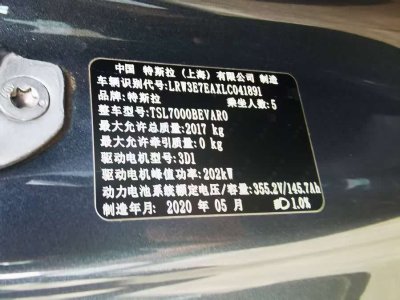 中国 特斯拉（上海）有限公司 制造
车辆识别代号: LRW3E7EAXLC041891
品牌: 特斯拉 乘坐人数: 5
整车型号: TSL7000BEVAR0
最大允许总质量: 2017 kg
最大允许牵引质量: 0 kg
驱动电机型号: 3D1
驱动电机峰值功率: 202kW
动力电池系统额定电压/容量: 355.2V/145.7Ah
制造年月: 2020 年 05 月 1.0%